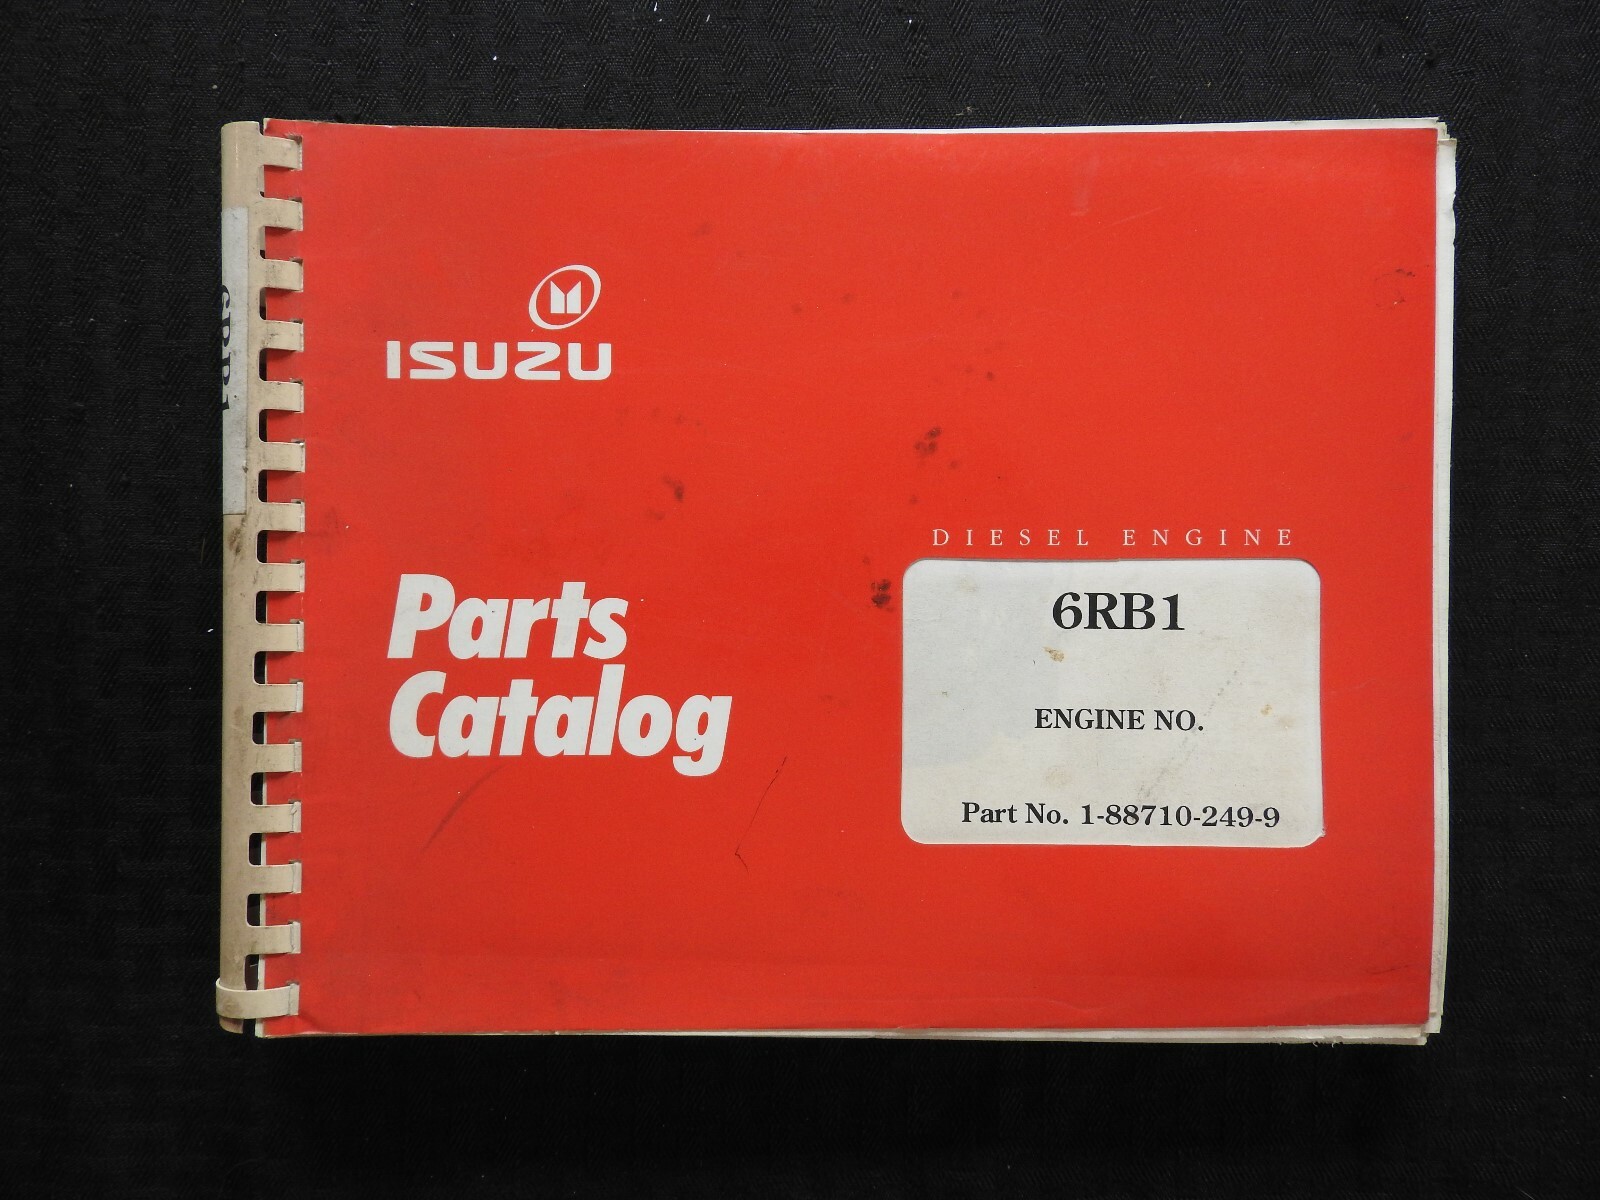 ISUZU
DIESEL ENGINE
Parts
Catalog
6RB1
ENGINE NO.
Part No. 1-88710-249-9